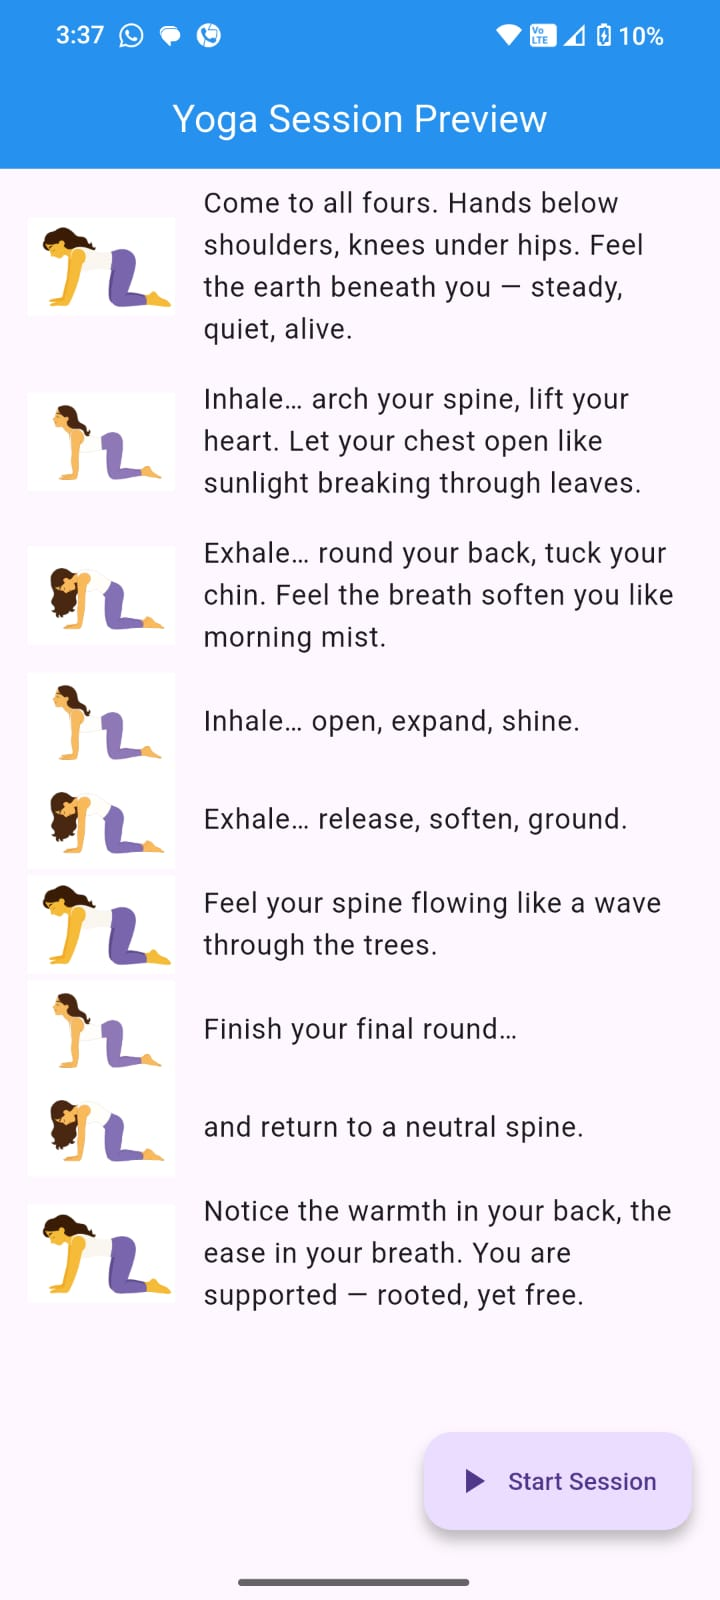 3:37
Vo
LTE
10%
Yoga Session Preview
Come to all fours. Hands below
shoulders, knees under hips. Feel
the earth beneath you — steady,
quiet, alive.
Inhale... arch your spine, lift your
heart. Let your chest open like
sunlight breaking through leaves.
Exhale... round your back, tuck your
chin. Feel the breath soften you like
morning mist.
Inhale... open, expand, shine.
Exhale... release, soften, ground.
Feel your spine flowing like a wave
through the trees.
Finish your final round...
and return to a neutral spine.
Notice the warmth in your back, the
ease in your breath. You are
supported — rooted, yet free.
Start Session